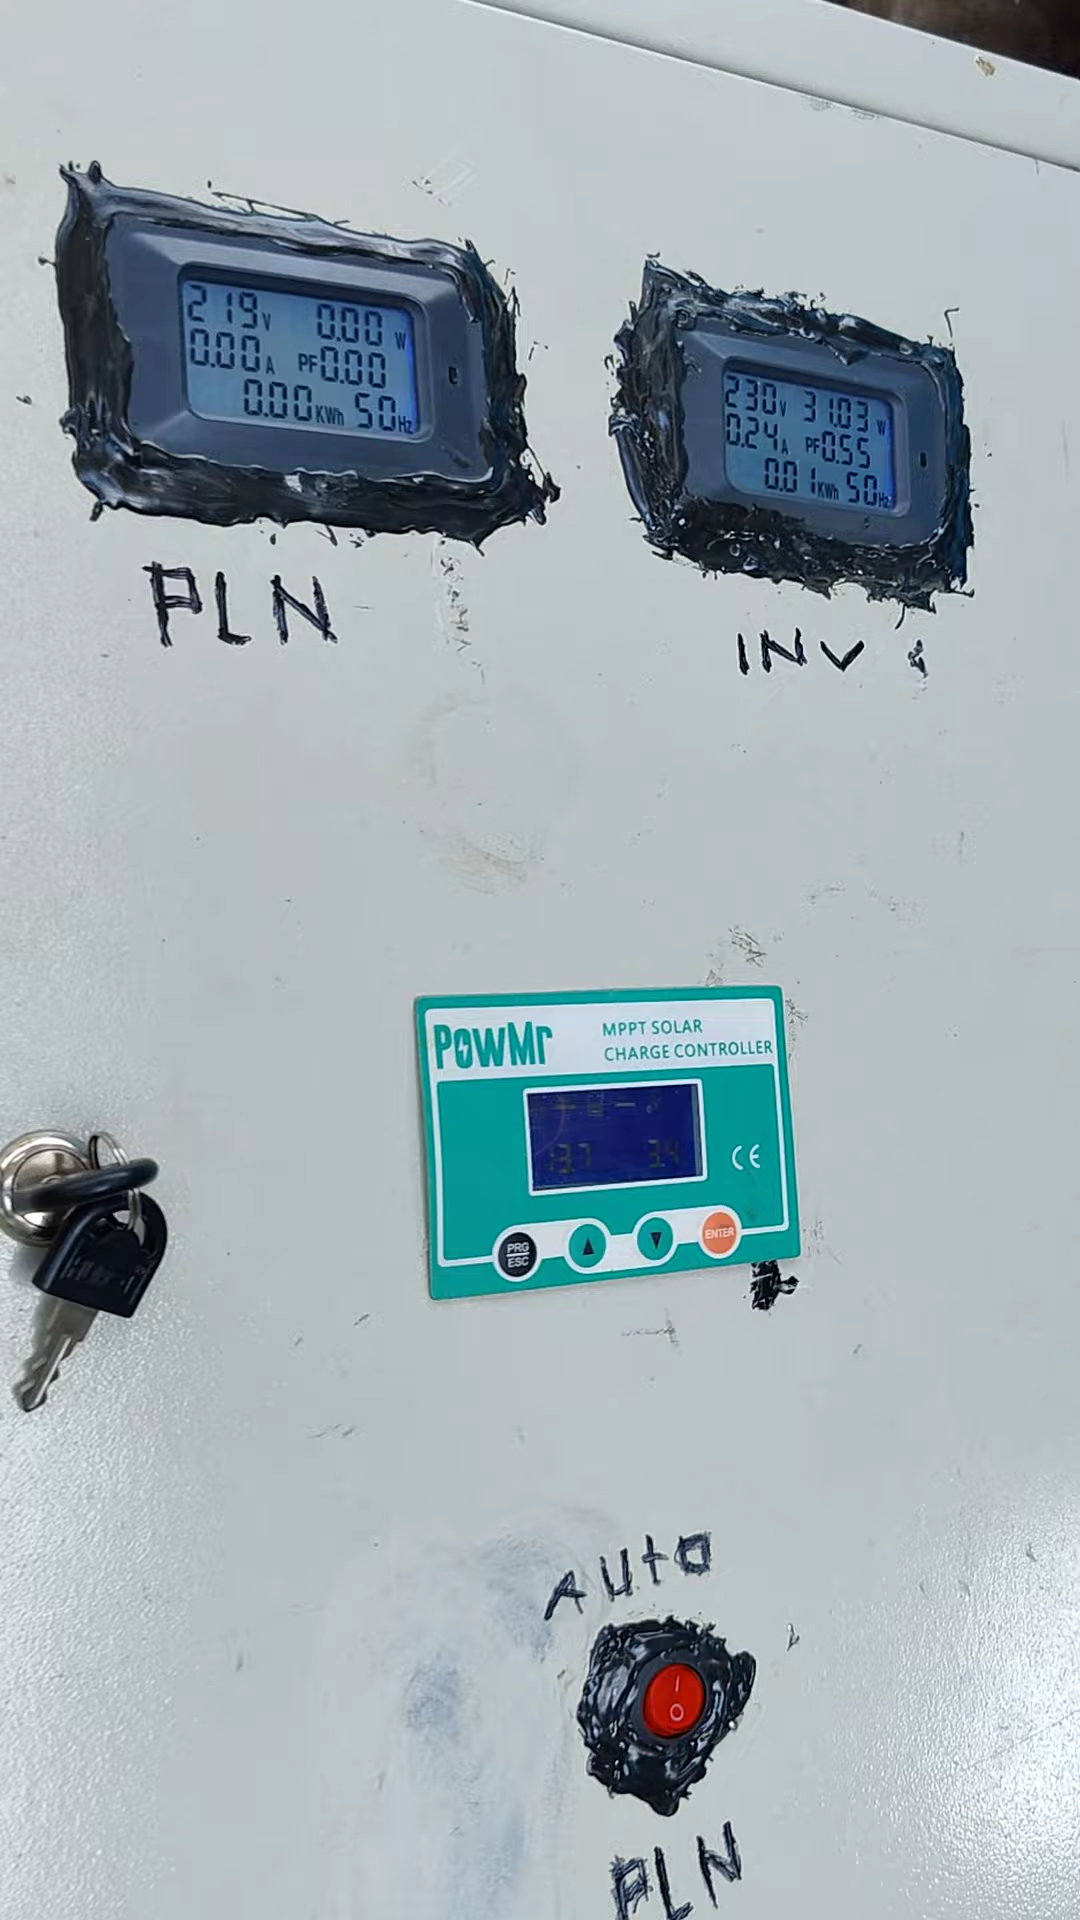 219V 0.00 W
0.00A PF0.00
0.00KWh 50Hz
PLN
230V 31.03 W
0.24A PF0.55
0.01KWh 50Hz
INV
PowMr
MPPT SOLAR
CHARGE CONTROLLER
13.7 3.4
CE
PRG
ESC
ENTER
AUtO
I
O
PLN